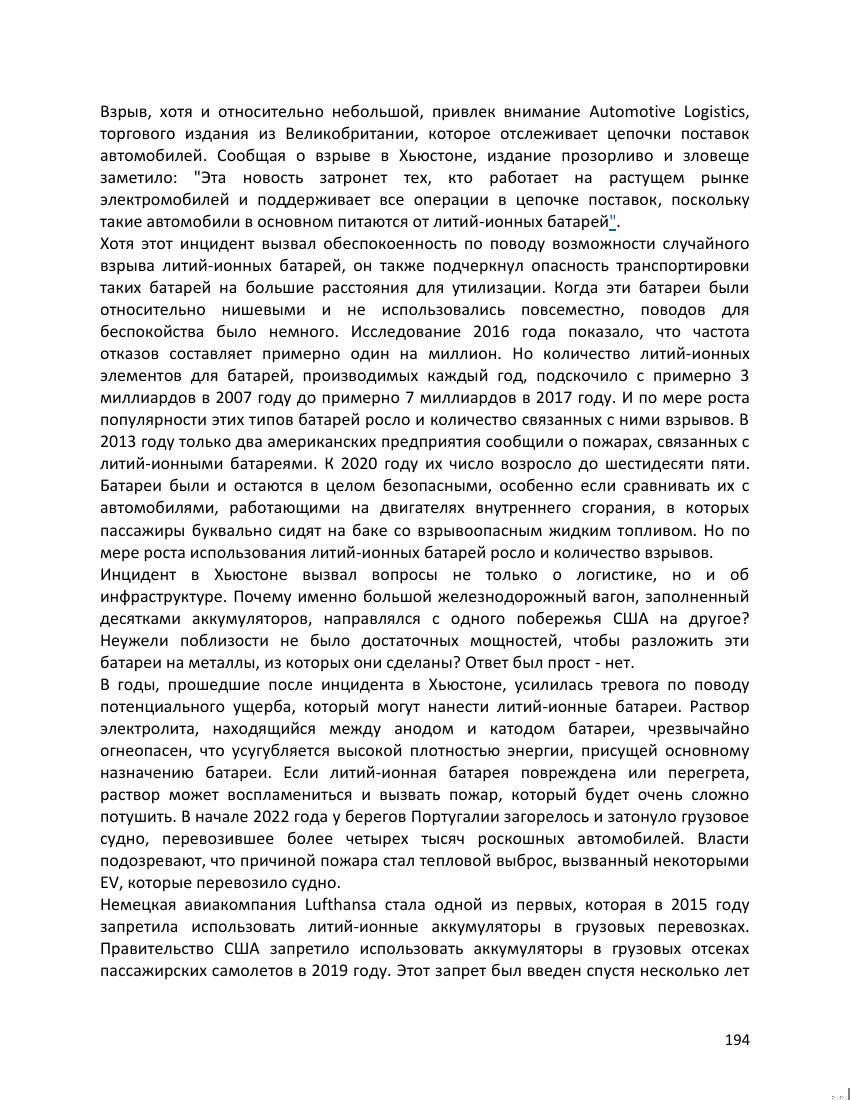 Взрыв, хотя и относительно небольшой, привлек внимание Automotive Logistics,
торгового издания из Великобритании, которое отслеживает цепочки поставок
автомобилей. Сообщая о взрыве в Хьюстоне, издание прозорливо и зловеще
заметило: "Эта новость затронет тех, кто работает на растущем рынке
электромобилей и поддерживает все операции в цепочке поставок, поскольку
такие автомобили в основном питаются от литий-ионных батарей".
Хотя этот инцидент вызвал обеспокоенность по поводу возможности случайного
взрыва литий-ионных батарей, он также подчеркнул опасность транспортировки
таких батарей на большие расстояния для утилизации. Когда эти батареи были
относительно нишевыми и не использовались повсеместно, поводов для
беспокойства было немного. Исследование 2016 года показало, что частота
отказов составляет примерно один на миллион. Но количество литий-ионных
элементов для батарей, производимых каждый год, подскочило с примерно 3
миллиардов в 2007 году до примерно 7 миллиардов в 2017 году. И по мере роста
популярности этих типов батарей росло и количество связанных с ними взрывов. В
2013 году только два американских предприятия сообщили о пожарах, связанных с
литий-ионными батареями. К 2020 году их число возросло до шестидесяти пяти.
Батареи были и остаются в целом безопасными, особенно если сравнивать их с
автомобилями, работающими на двигателях внутреннего сгорания, в которых
пассажиры буквально сидят на баке со взрывоопасным жидким топливом. Но по
мере роста использования литий-ионных батарей росло и количество взрывов.
Инцидент в Хьюстоне вызвал вопросы не только о логистике, но и об
инфраструктуре. Почему именно большой железнодорожный вагон, заполненный
десятками аккумуляторов, направлялся с одного побережья США на другое?
Неужели поблизости не было достаточных мощностей, чтобы разложить эти
батареи на металлы, из которых они сделаны? Ответ был прост - нет.
В годы, прошедшие после инцидента в Хьюстоне, усилилась тревога по поводу
потенциального ущерба, который могут нанести литий-ионные батареи. Раствор
электролита, находящийся между анодом и катодом батареи, чрезвычайно
огнеопасен, что усугубляется высокой плотностью энергии, присущей основному
назначению батареи. Если литий-ионная батарея повреждена или перегрета,
раствор может воспламениться и вызвать пожар, который будет очень сложно
потушить. В начале 2022 года у берегов Португалии загорелось и затонуло грузовое
судно, перевозившее более четырех тысяч роскошных автомобилей. Власти
подозревают, что причиной пожара стал тепловой выброс, вызванный некоторыми
EV, которые перевозило судно.
Немецкая авиакомпания Lufthansa стала одной из первых, которая в 2015 году
запретила использовать литий-ионные аккумуляторы в грузовых перевозках.
Правительство США запретило использовать аккумуляторы в грузовых отсеках
пассажирских самолетов в 2019 году. Этот запрет был введен спустя несколько лет
194